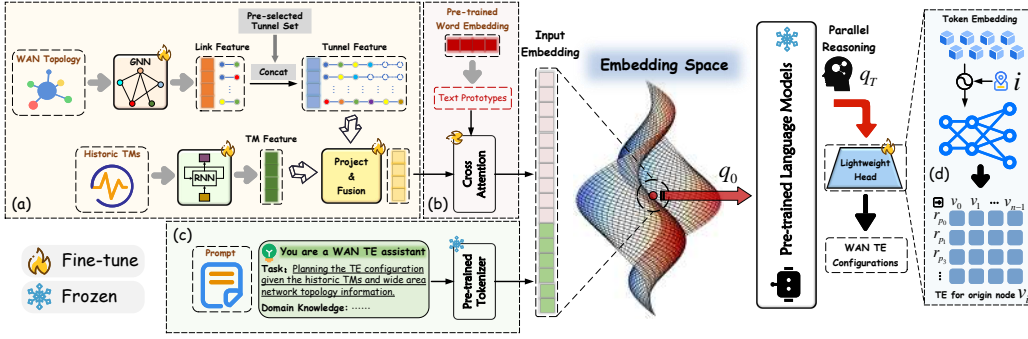 Pre-selected
Tunnel Set
WAN Topology
GNN
Link Feature
Concat
Tunnel Feature
Historic TMs
RNN
TM Feature
Project
&
Fusion
(a)
Pre-trained
Word Embedding
Text Prototypes
Cross
Attention
(b)
(c)
Prompt
You are a WAN TE assistant
Task: Planning the TE configuration
given the historic TMs and wide area
network topology information.
Domain Knowledge: ······
Pre-trained
Tokenizer
Fine-tune
Frozen
Input
Embedding
Embedding Space
q₀
Pre-trained Language Models
Parallel
Reasoning
q_T
Lightweight
Head
WAN TE
Configurations
Token Embedding
i
(d)
v₀ v₁ ··· v_{n-1}
r_{p_0}
r_{p_1}
r_{p_3}
⋮
TE for origin node v_i